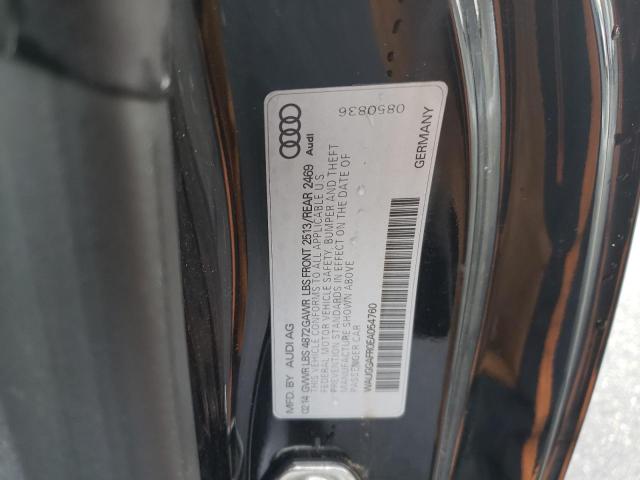 0850836
Audi
GERMANY
MFD. BY AUDI AG
02.14 GVWR LBS 4872 GAWR LBS FRONT 2513/REAR 2469
THIS VEHICLE CONFORMS TO ALL APPLICABLE U.S.
FEDERAL MOTOR VEHICLE SAFETY, BUMPER AND THEFT
PREVENTION STANDARDS IN EFFECT ON THE DATE OF
MANUFACTURE SHOWN ABOVE
PASSENGER CAR
WAUGGAFR0EA054760